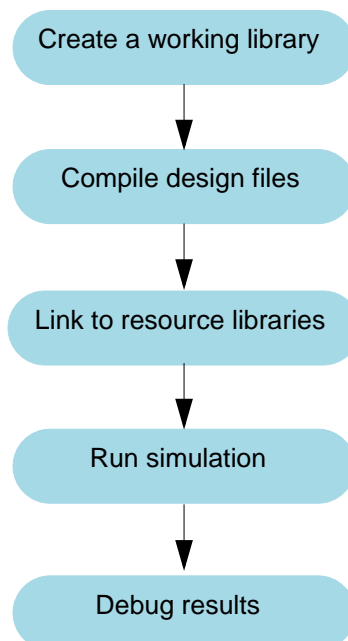 Create a working library
Compile design files
Link to resource libraries
Run simulation
Debug results